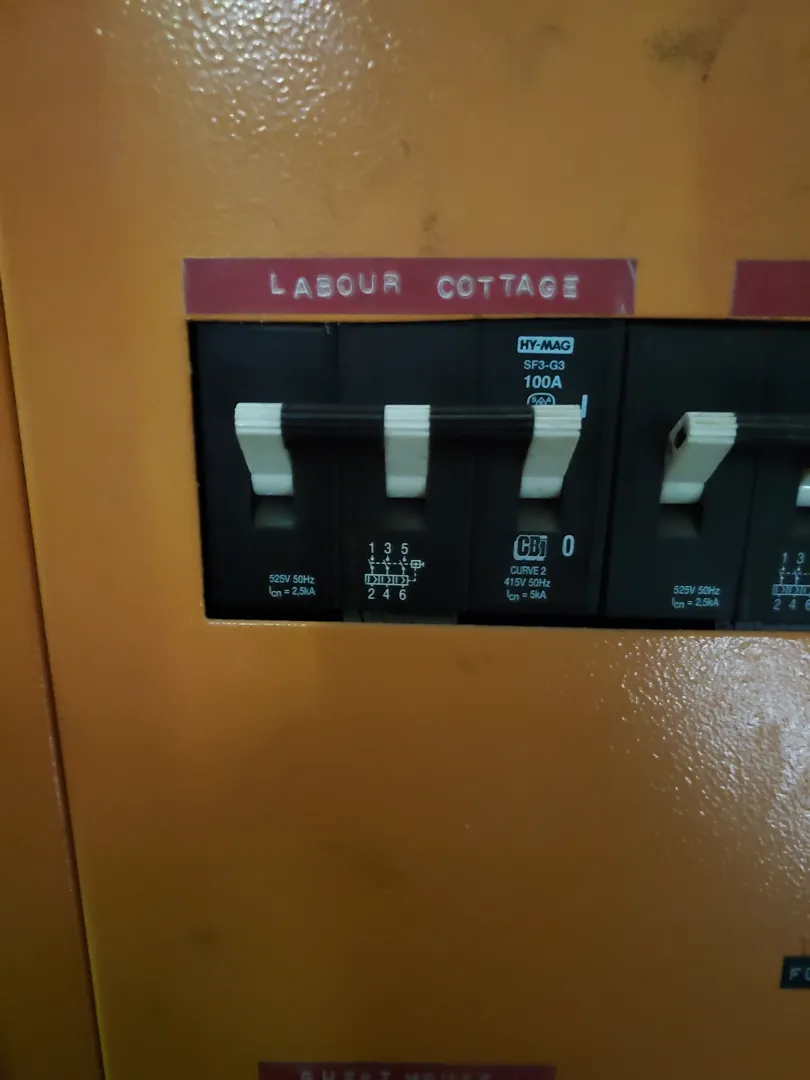 LABOUR COTTAGE
HY-MAG
SF3-G3
100A
CBi 0
CURVE 2
415V 50Hz
Icn = 5kA
1 3 5
2 4 6
525V 50Hz
Icn = 2,5kA
525V 50Hz
Icn = 2,5kA
1 3
2 4 6